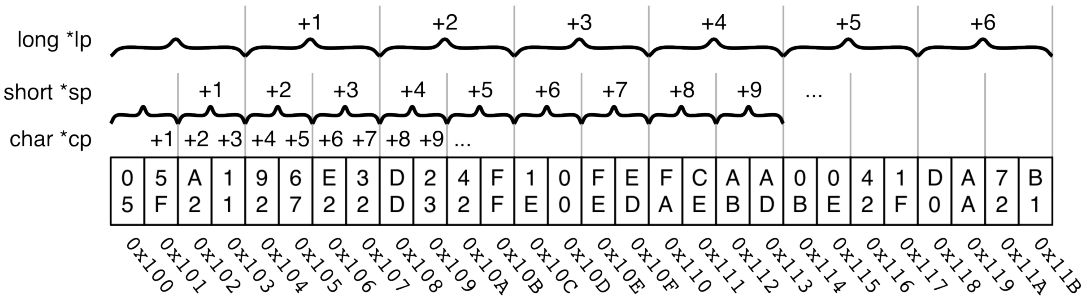 long *lp +1 +2 +3 +4 +5 +6
short *sp +1 +2 +3 +4 +5 +6 +7 +8 +9 ...
char *cp +1 +2 +3 +4 +5 +6 +7 +8 +9 ...
0 5 A 1 9 6 E 3 D 2 4 F 1 0 F E F C A A 0 0 4 1 D A 7 B
5 F 2 1 2 7 2 2 D 3 2 F E 0 E D A E B D B E 2 F 0 A 2 1
0x100 0x101 0x102 0x103 0x104 0x105 0x106 0x107 0x108 0x109 0x10A 0x10B 0x10C 0x10D 0x10E 0x10F 0x110 0x111 0x112 0x113 0x114 0x115 0x116 0x117 0x118 0x119 0x11A 0x11B